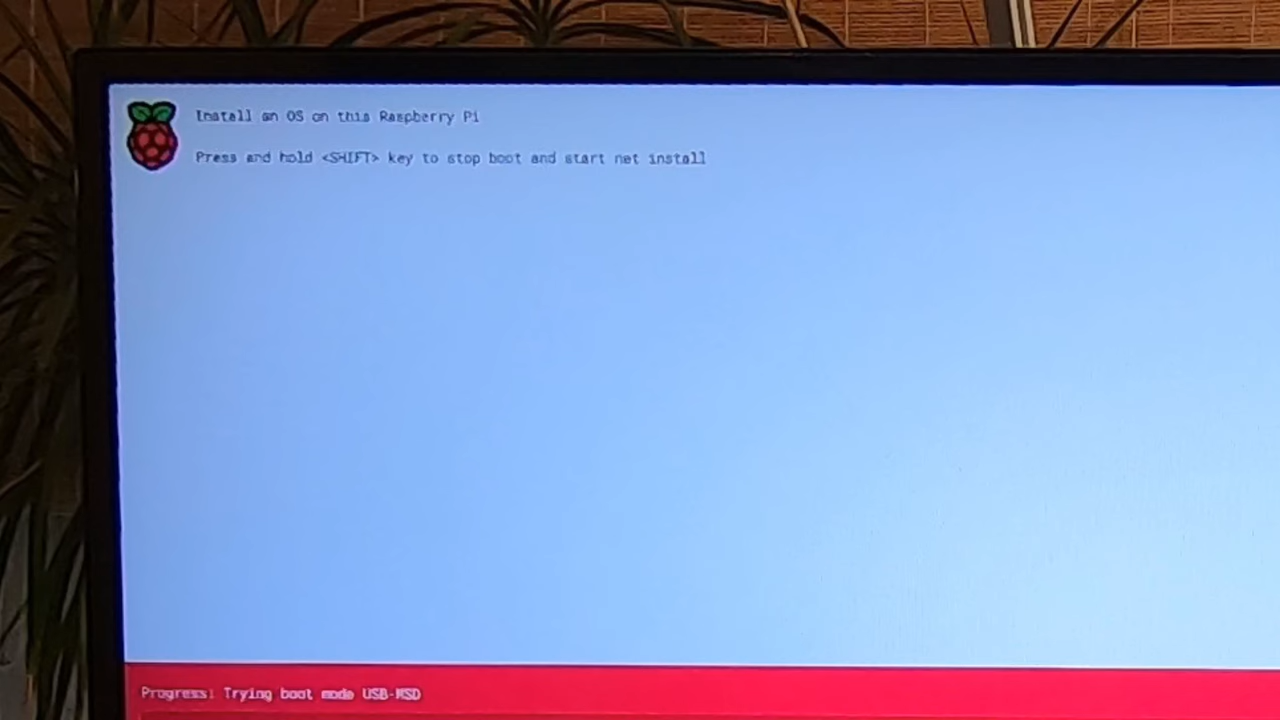 Install an OS on this Raspberry Pi
Press and hold <SHIFT> key to stop boot and start net install
Progress: Trying boot mode USB-MSD